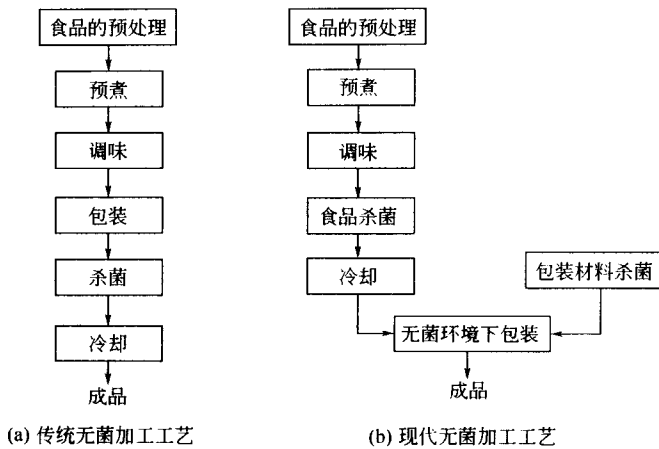 食品的预处理
预煮
调味
包装
杀菌
冷却
成品
(a) 传统无菌加工工艺
食品的预处理
预煮
调味
食品杀菌
冷却
包装材料杀菌
无菌环境下包装
成品
(b) 现代无菌加工工艺